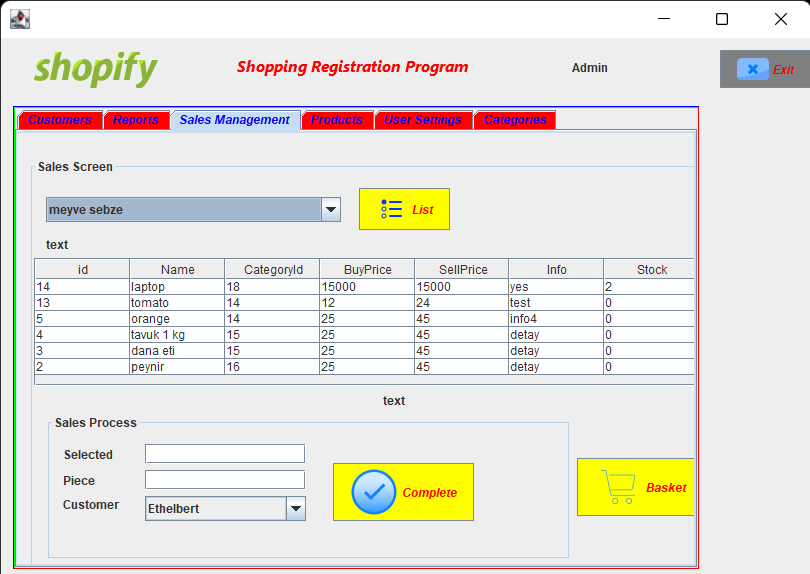 shopify
Shopping Registration Program
Admin
Exit
Customers Reports Sales Management Products User Settings Categories
Sales Screen
meyve sebze
List
text
id Name CategoryId BuyPrice SellPrice Info Stock
14 laptop 18 15000 15000 yes 2
13 tomato 14 12 24 test 0
5 orange 14 25 45 info4 0
4 tavuk 1 kg 15 25 45 detay 0
3 dana eti 15 25 45 detay 0
2 peynir 16 25 45 detay 0
text
Sales Process
Selected
Piece
Customer Ethelbert
Complete
Basket